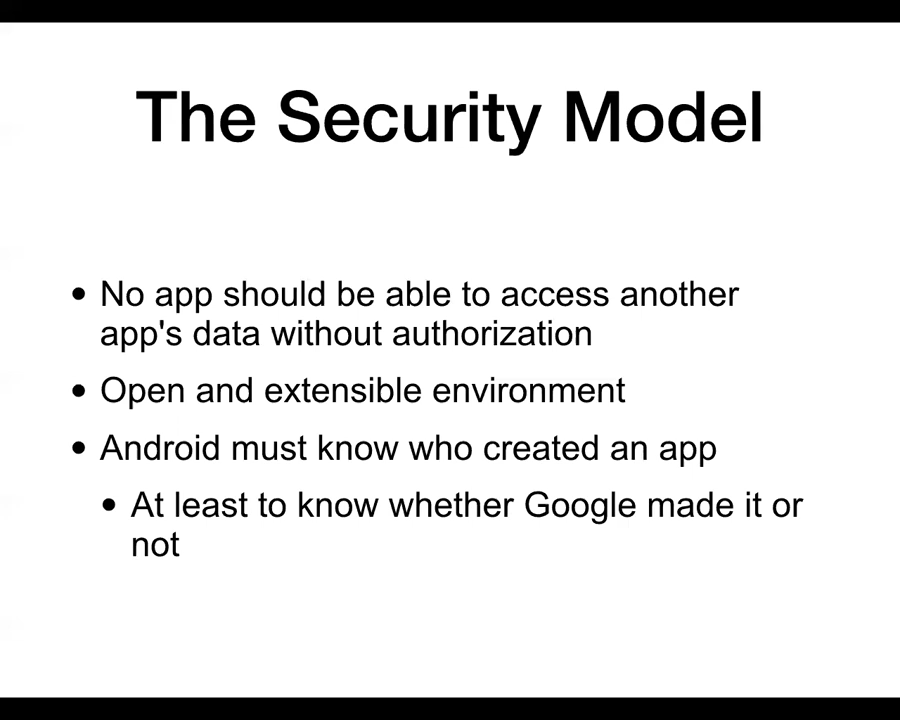 The Security Model
• No app should be able to access another
app's data without authorization
• Open and extensible environment
• Android must know who created an app
• At least to know whether Google made it or
not